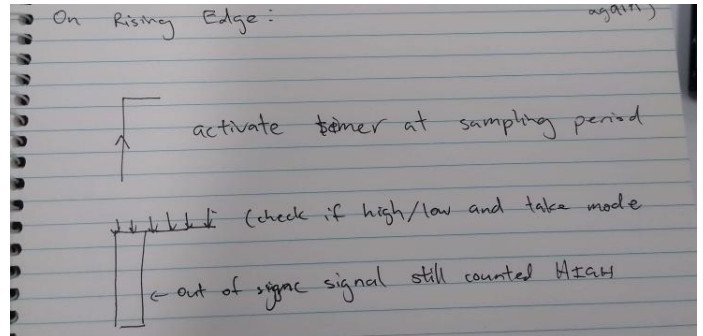 again)
On Rising Edge:
activate timer at sampling period
(check if high/low and take mode
out of signc signal still counted HIGH